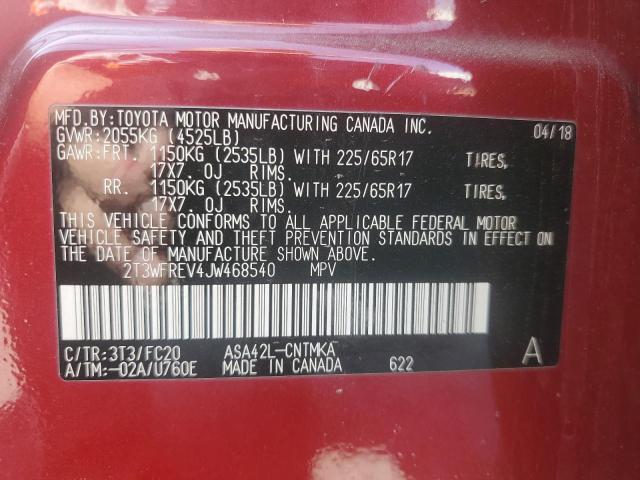 MFD.BY:TOYOTA MOTOR MANUFACTURING CANADA INC. 04/18
GVWR:2055KG (4525LB)
GAWR:FRT. 1150KG (2535LB) WITH 225/65R17 TIRES,
17X7.0J RIMS.
RR. 1150KG (2535LB) WITH 225/65R17 TIRES,
17X7.0J RIMS.
THIS VEHICLE CONFORMS TO ALL APPLICABLE FEDERAL MOTOR
VEHICLE SAFETY AND THEFT PREVENTION STANDARDS IN EFFECT ON
THE DATE OF MANUFACTURE SHOWN ABOVE.
2T3WFREV4JW468540 MPV
C/TR:3T3/FC20 ASA42L-CNTMKA A
A/TM:-02A/U760E MADE IN CANADA 622